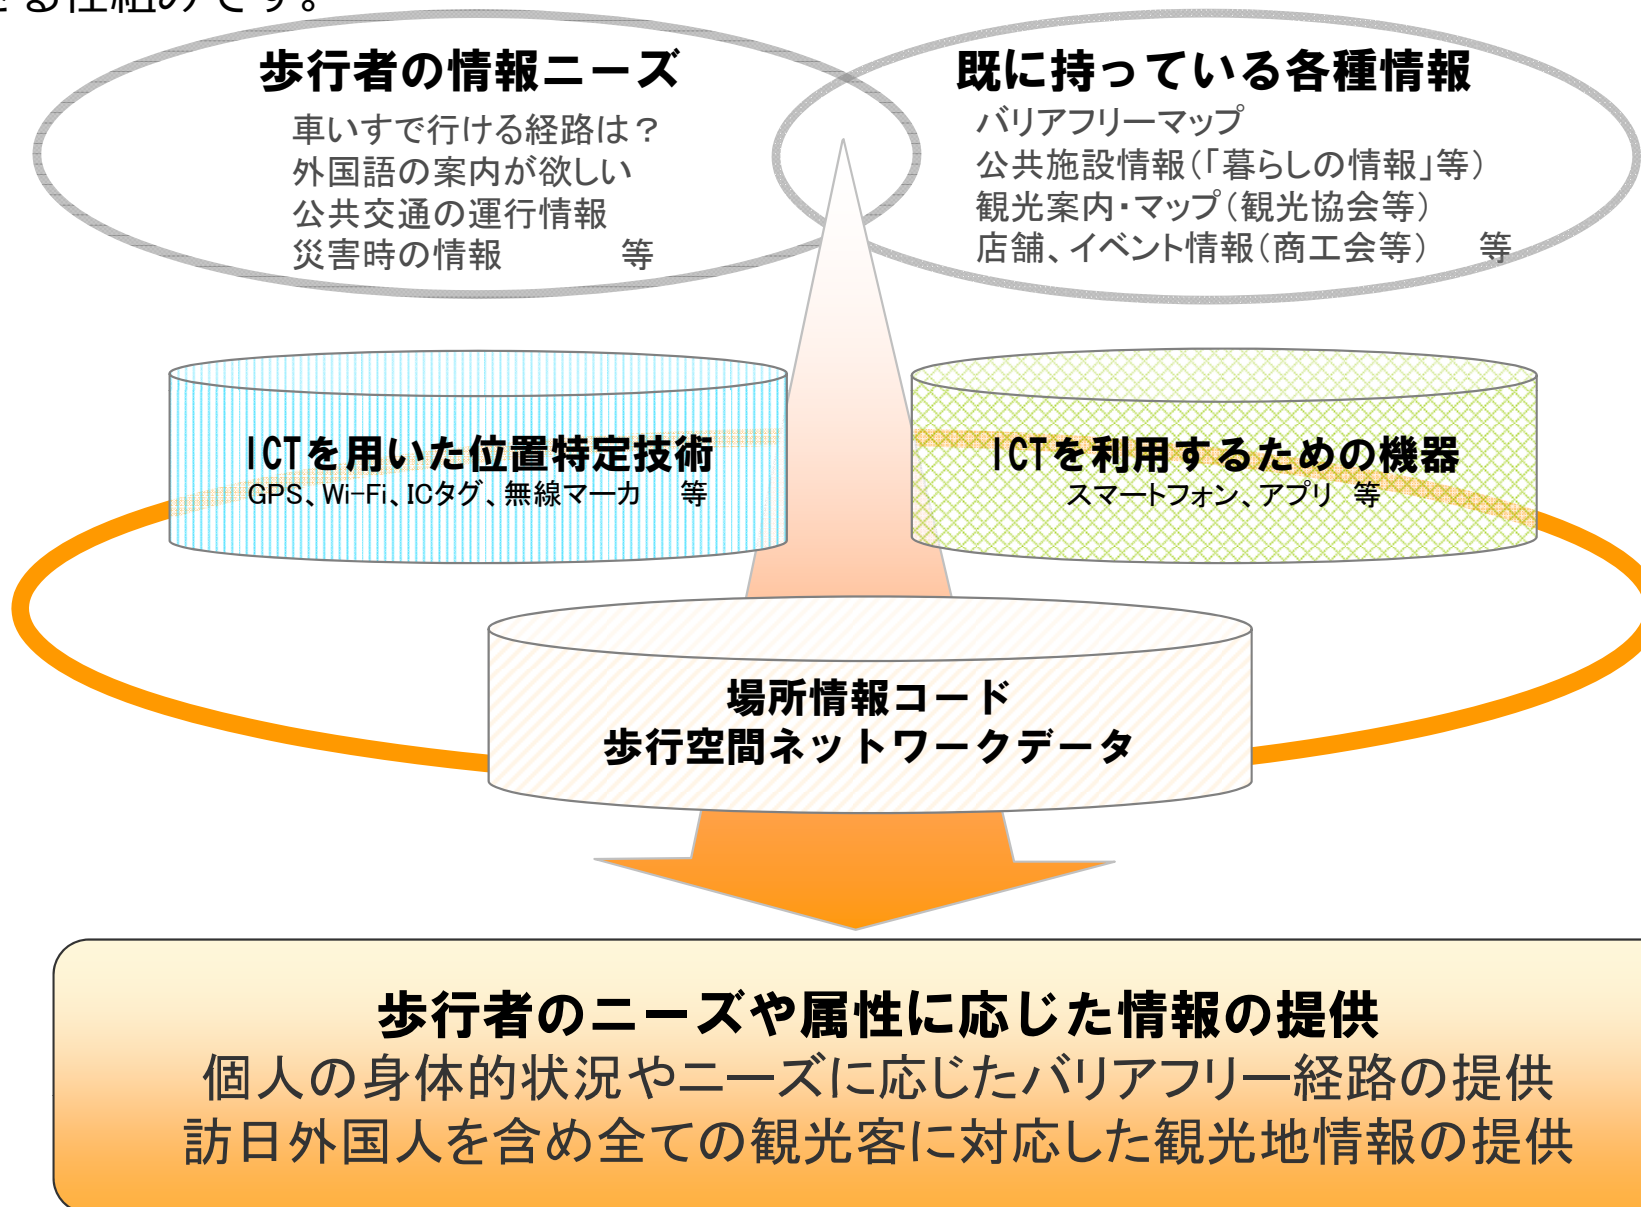 る仕組みです。
歩行者の情報ニーズ
車いすで行ける経路は？
外国語の案内が欲しい
公共交通の運行情報
災害時の情報　　　等
既に持っている各種情報
バリアフリーマップ
公共施設情報（「暮らしの情報」等）
観光案内・マップ（観光協会等）
店舗、イベント情報（商工会等）　等
ICTを用いた位置特定技術
GPS、Wi-Fi、ICタグ、無線マーカ　等
ICTを利用するための機器
スマートフォン、アプリ　等
場所情報コード
歩行空間ネットワークデータ
歩行者のニーズや属性に応じた情報の提供
個人の身体的状況やニーズに応じたバリアフリー経路の提供
訪日外国人を含め全ての観光客に対応した観光地情報の提供